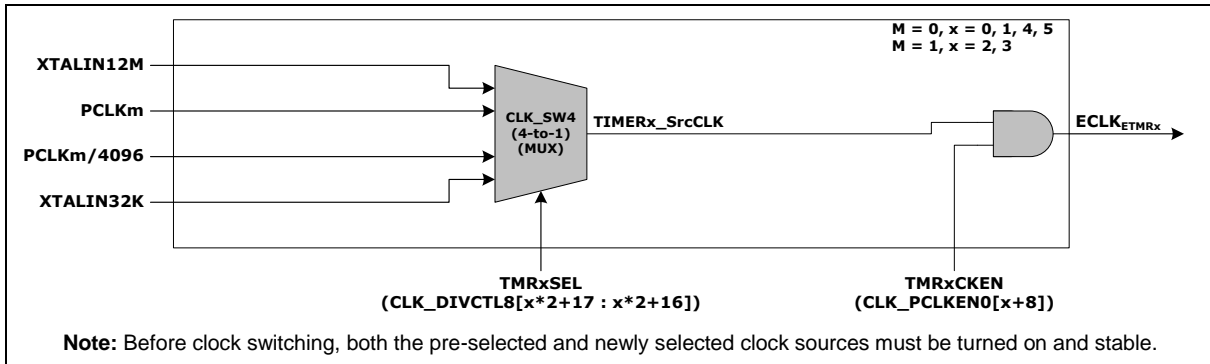 M = 0, x = 0, 1, 4, 5
M = 1, x = 2, 3
XTALIN12M
PCLKm
PCLKm/4096
XTALIN32K
CLK_SW4
(4-to-1)
(MUX)
TIMERx_SrcCLK
ECLKETMRx
TMRxSEL
(CLK_DIVCTL8[x*2+17 : x*2+16])
TMRxCKEN
(CLK_PCLKEN0[x+8])
Note: Before clock switching, both the pre-selected and newly selected clock sources must be turned on and stable.